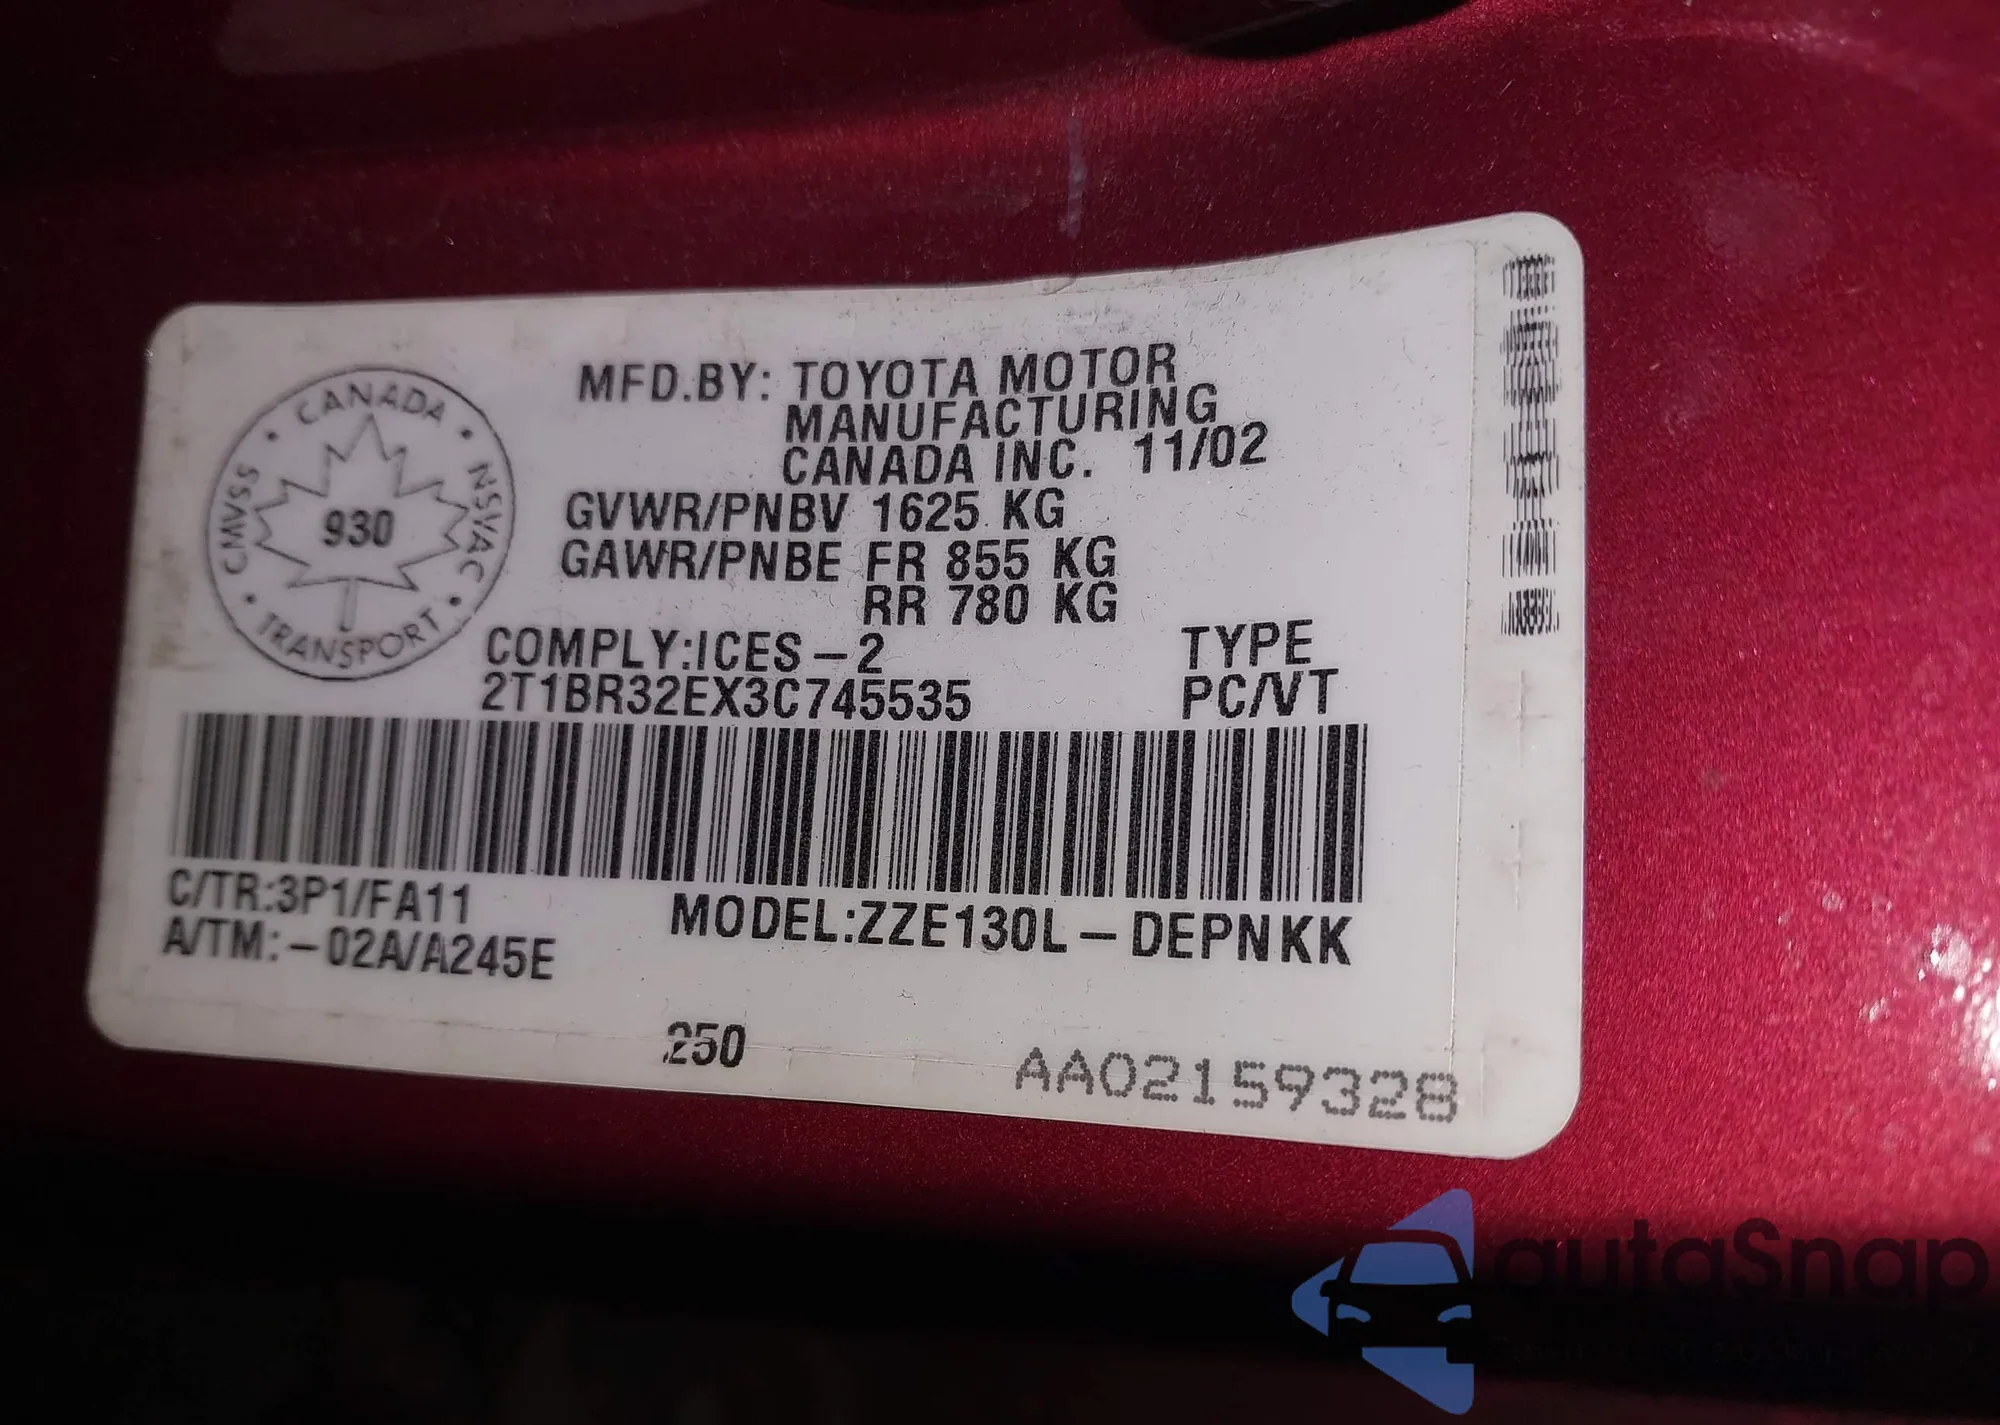 CANADA
NSVAC
CMVSS
TRANSPORT
930
MFD.BY: TOYOTA MOTOR
MANUFACTURING
CANADA INC. 11/02
GVWR/PNBV 1625 KG
GAWR/PNBE FR 855 KG
RR 780 KG
COMPLY:ICES-2
TYPE
2T1BR32EX3C745535
PC/VT
C/TR:3P1/FA11
A/TM:-02A/A245E
MODEL:ZZE130L-DEPNKK
250
AA02159328
autaSnap